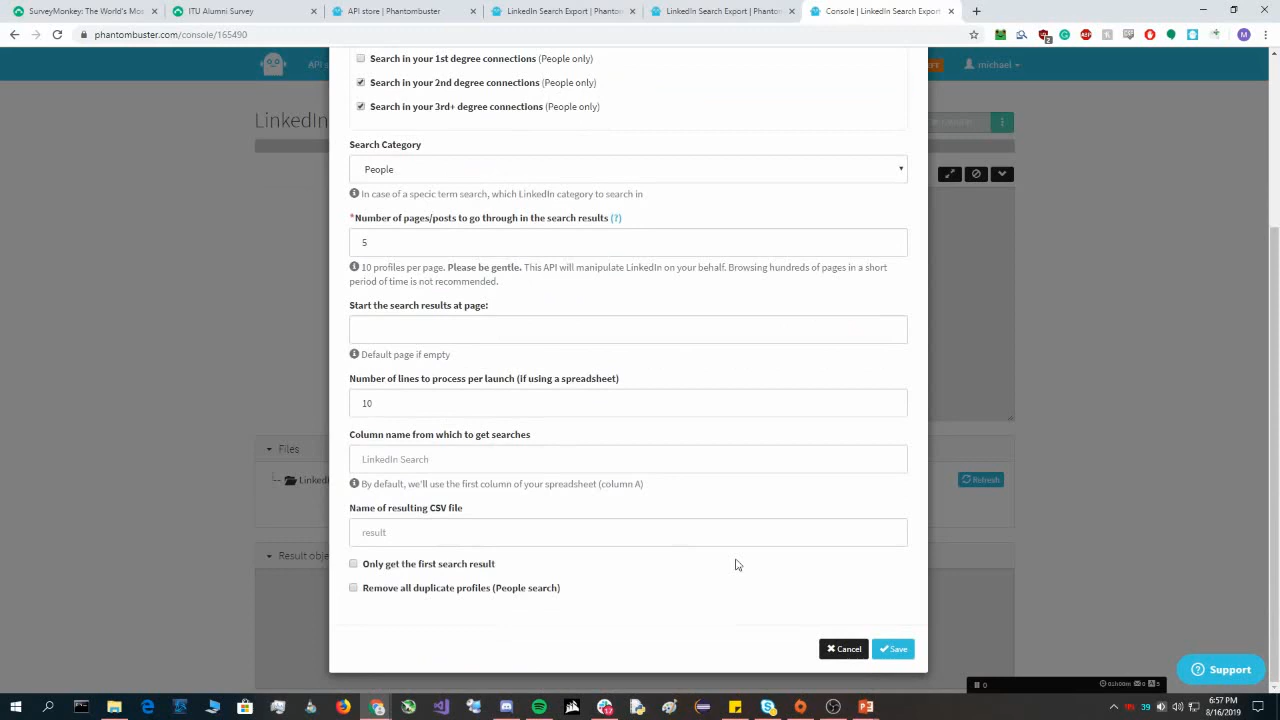 SurveyMonkey: The World's Mos
ITU Alumni Survey
API store | Phantombuster
LinkedIn Search Export | Phantom
LinkedIn Search Export | Phantom
Console | LinkedIn Search Export
phantombuster.com/console/165490
API s
michael
Search in your 1st degree connections (People only)
Search in your 2nd degree connections (People only)
Search in your 3rd+ degree connections (People only)
LinkedIn
Search Category
People
In case of a specic term search, which LinkedIn category to search in
*Number of pages/posts to go through in the search results (?)
5
10 profiles per page. Please be gentle. This API will manipulate LinkedIn on your behalf. Browsing hundreds of pages in a short
period of time is not recommended.
Start the search results at page:
Default page if empty
Number of lines to process per launch (if using a spreadsheet)
10
Column name from which to get searches
LinkedIn Search
By default, we'll use the first column of your spreadsheet (column A)
Name of resulting CSV file
result
Only get the first search result
Remove all duplicate profiles (People search)
Files
LinkedI
Refresh
Result obje
Cancel
Save
Support
6:57 PM
8/16/2019